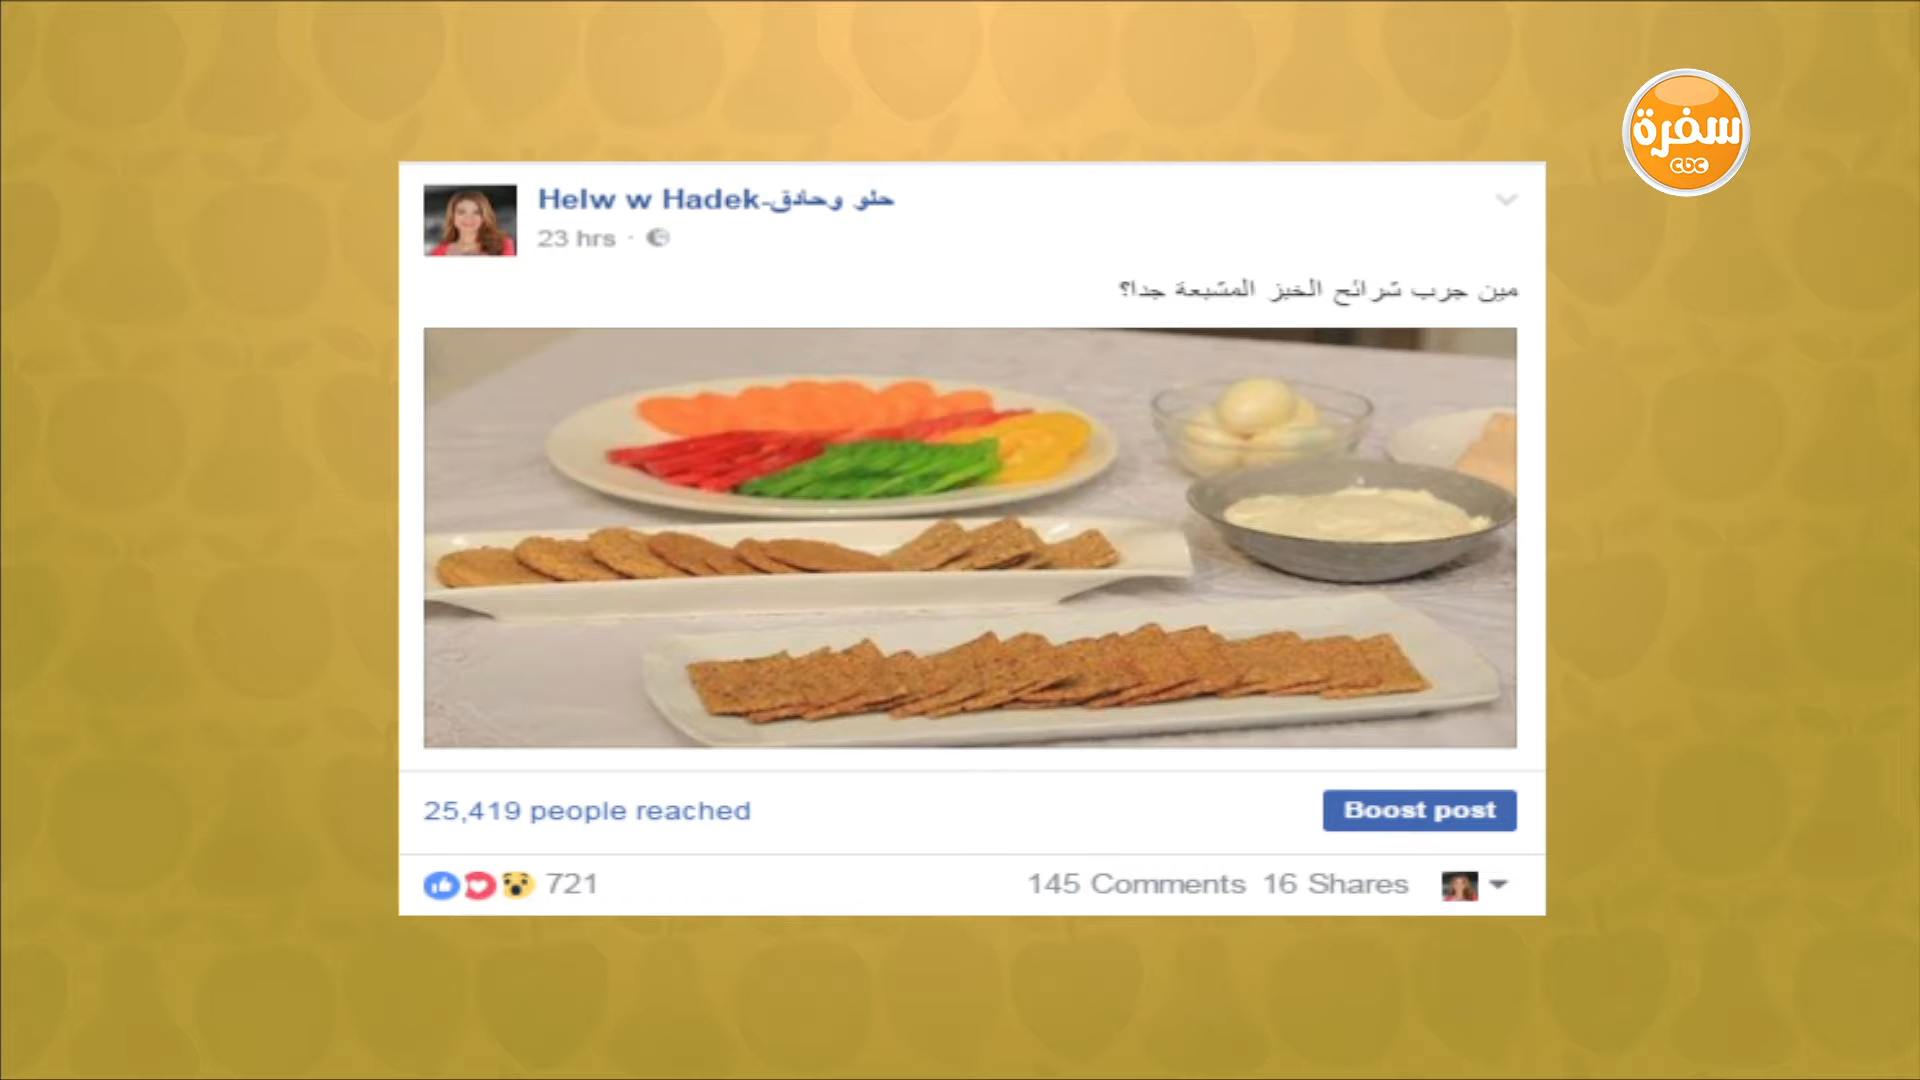 سفرة
cbc
Helw w Hadek-حلو وحادق
23 hrs ·
مين جرب شرائح الخبز المشبعة جدا؟
25,419 people reached
Boost post
721
145 Comments 16 Shares